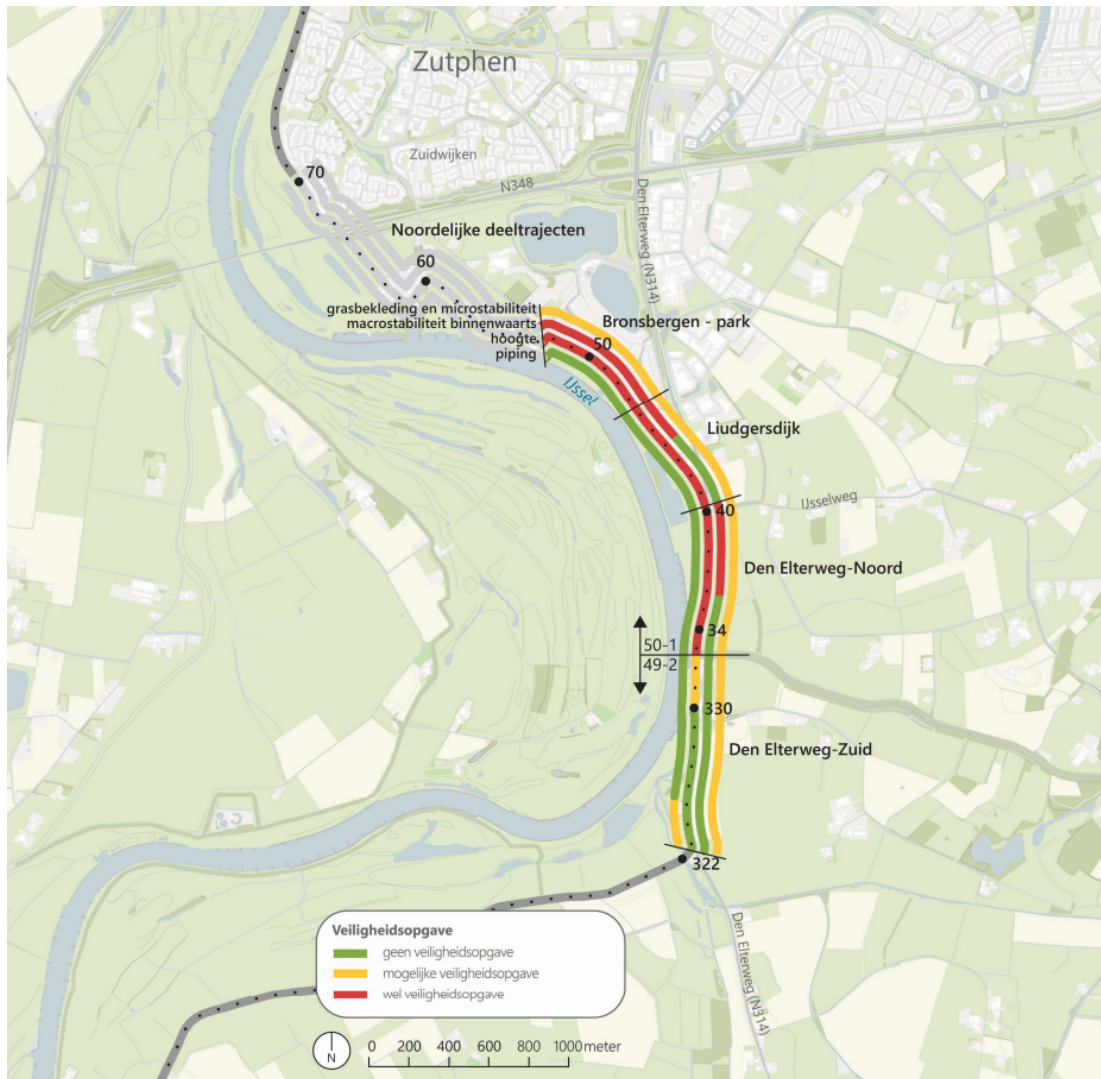 Zutphen
Zuidwijken
70
N348
Den Elterweg (N314)
Noordelijke deeltrajecten
60
grasbekleding en microstabiliteit
macrostabiliteit binnenwaarts
hoogte
piping
Bronsbergen - park
50
IJssel
Liudgersdijk
40
IJsselweg
Den Elterweg-Noord
34
50-1
49-2
330
Den Elterweg-Zuid
322
Den Elterweg (N314)
Veiligheidsopgave
geen veiligheidsopgave
mogelijke veiligheidsopgave
wel veiligheidsopgave
N
0 200 400 600 800 1000 meter